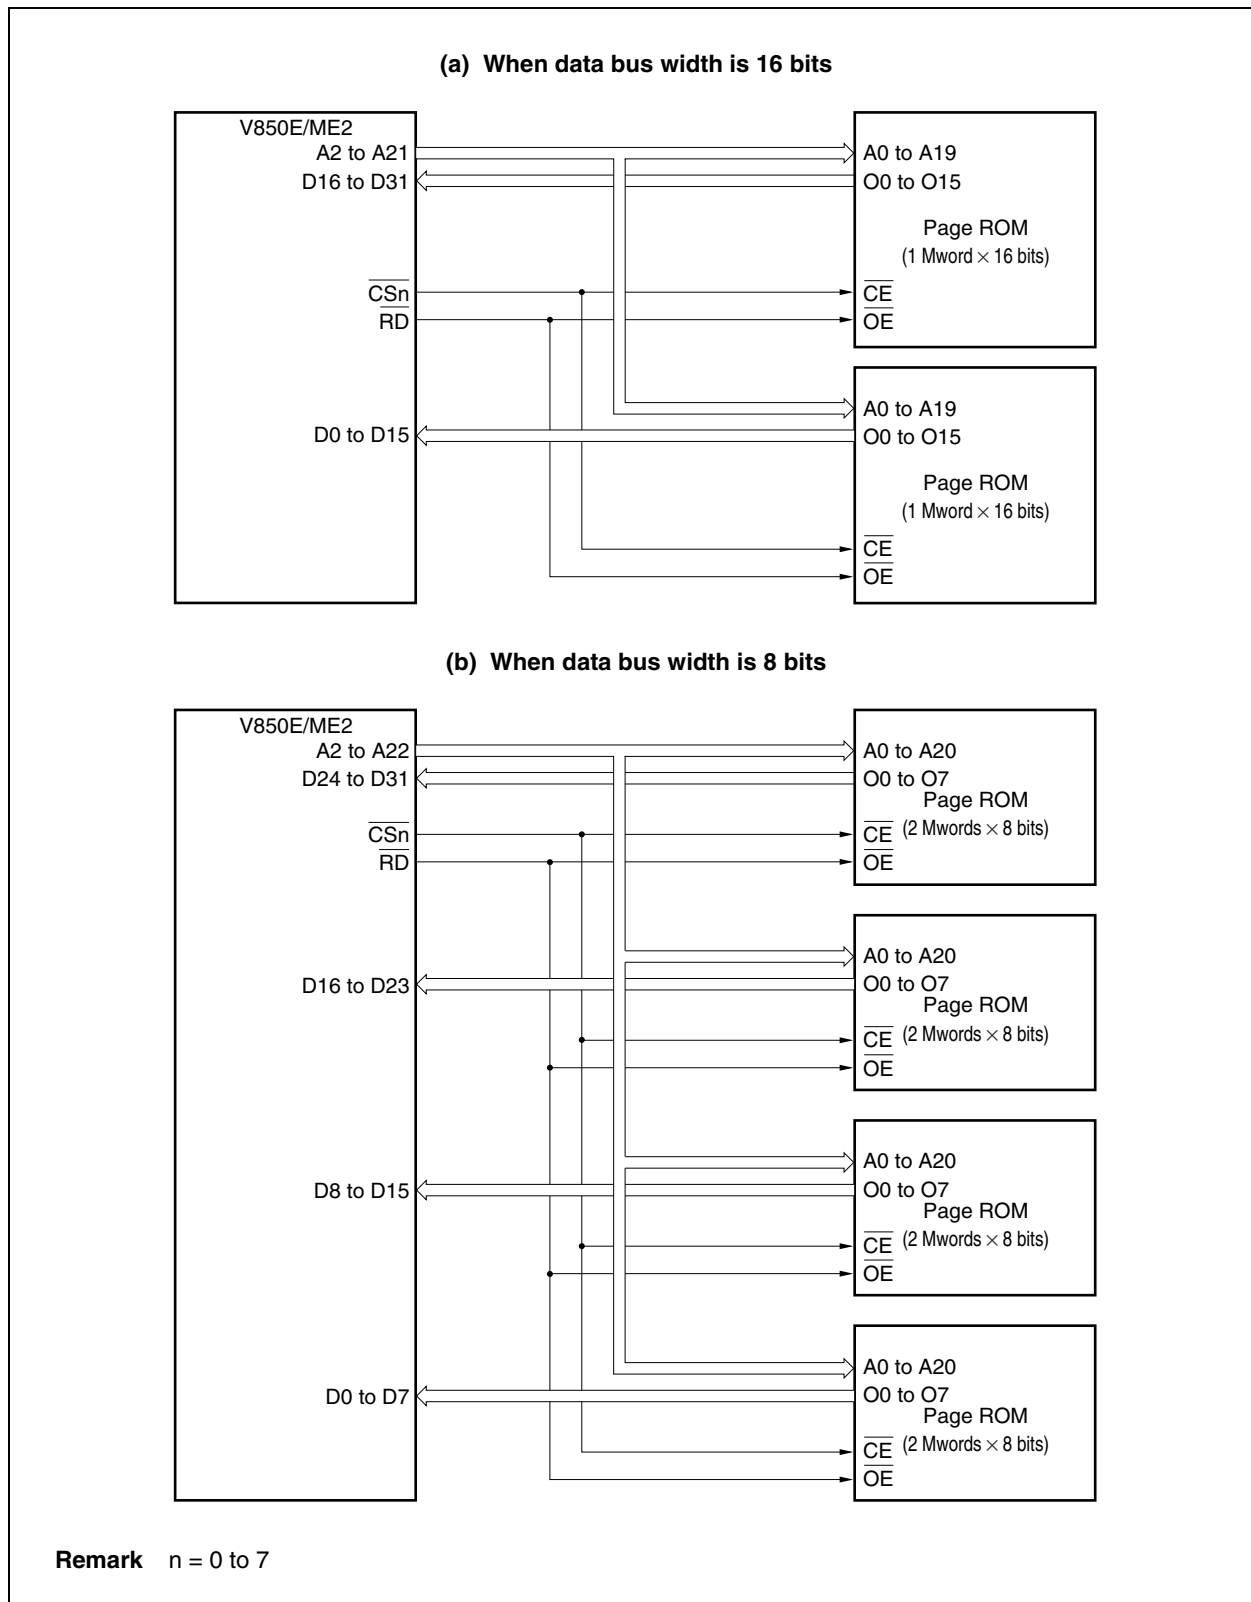 (a) When data bus width is 16 bits
V850E/ME2
A2 to A21
D16 to D31
CSn
RD
D0 to D15
A0 to A19
O0 to O15
Page ROM
(1 Mword × 16 bits)
CE
OE
A0 to A19
O0 to O15
Page ROM
(1 Mword × 16 bits)
CE
OE
(b) When data bus width is 8 bits
V850E/ME2
A2 to A22
D24 to D31
CSn
RD
D16 to D23
D8 to D15
D0 to D7
A0 to A20
O0 to O7
Page ROM
(2 Mwords × 8 bits)
CE
OE
A0 to A20
O0 to O7
Page ROM
(2 Mwords × 8 bits)
CE
OE
A0 to A20
O0 to O7
Page ROM
(2 Mwords × 8 bits)
CE
OE
A0 to A20
O0 to O7
Page ROM
(2 Mwords × 8 bits)
CE
OE
Remark n = 0 to 7